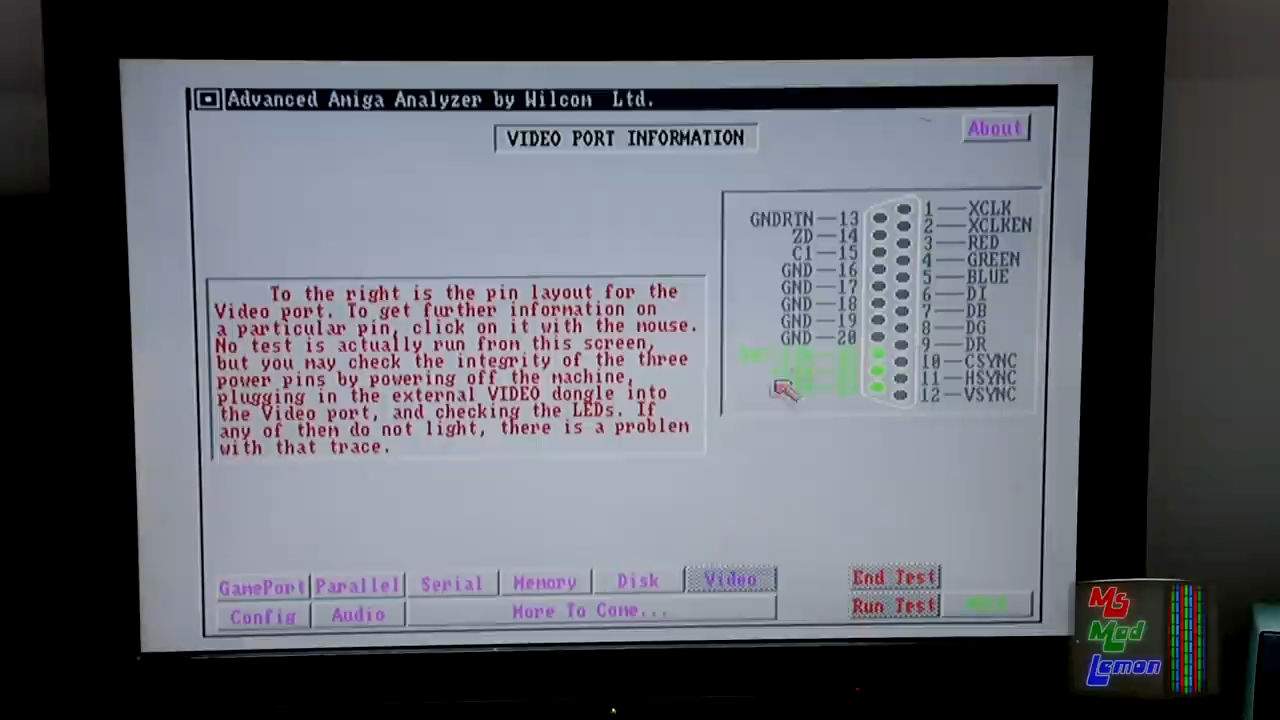 Advanced Amiga Analyzer by Wilcom Ltd.
VIDEO PORT INFORMATION
About
GNDRTN—13
ZD—14
C1—15
GND—16
GND—17
GND—18
GND—19
GND—20
1—XCLK
2—XCLKEN
3—RED
4—GREEN
5—BLUE
6—DI
7—DB
8—DG
9—DR
10—CSYNC
11—HSYNC
12—VSYNC
To the right is the pin layout for the
Video port. To get further information on
a particular pin, click on it with the mouse.
No test is actually run from this screen,
but you may check the integrity of the three
power pins by powering off the machine,
plugging in the external VIDEO dongle into
the Video port, and checking the LEDs. If
any of them do not light, there is a problem
with that trace.
GamePort Parallel Serial Memory Disk Video End Test
Config Audio More To Come... Run Test
MS
Mad
Lemon